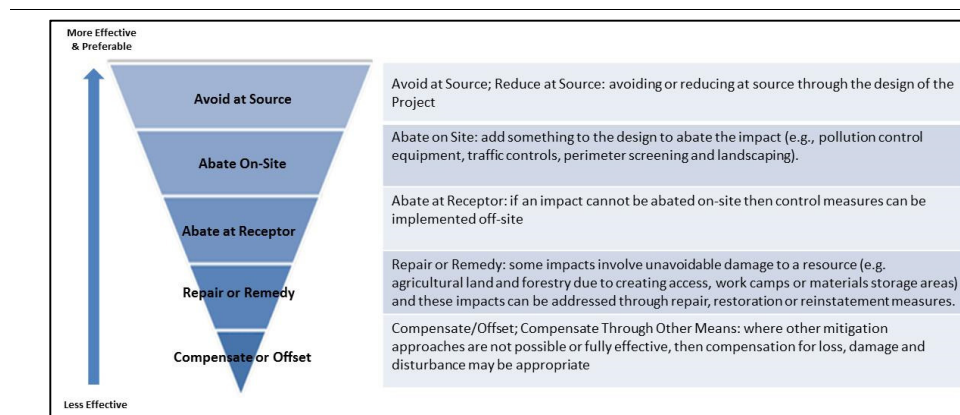 More Effective
& Preferable
Avoid at Source
Avoid at Source; Reduce at Source: avoiding or reducing at source through the design of the
Project
Abate On-Site
Abate on Site: add something to the design to abate the impact (e.g., pollution control
equipment, traffic controls, perimeter screening and landscaping).
Abate at Receptor
Abate at Receptor: if an impact cannot be abated on-site then control measures can be
implemented off-site
Repair or Remedy
Repair or Remedy: some impacts involve unavoidable damage to a resource (e.g.
agricultural land and forestry due to creating access, work camps or materials storage areas)
and these impacts can be addressed through repair, restoration or reinstatement measures.
Compensate or Offset
Compensate/Offset; Compensate Through Other Means: where other mitigation
approaches are not possible or fully effective, then compensation for loss, damage and
disturbance may be appropriate
Less Effective